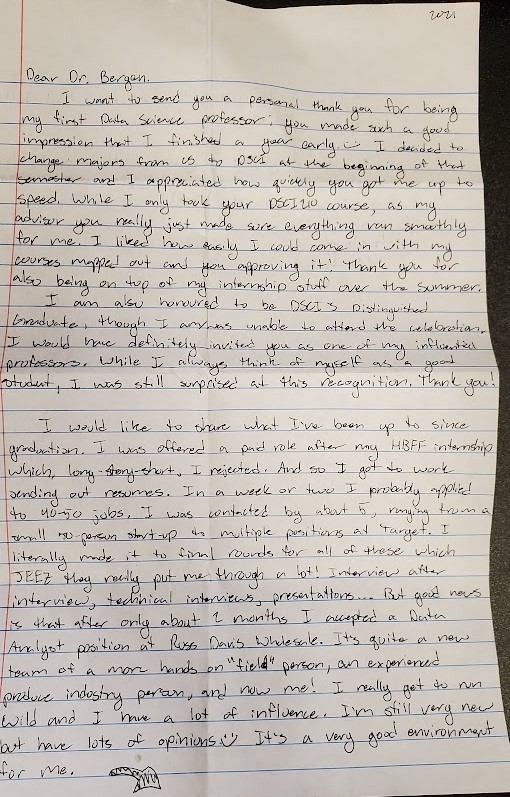 2021
Dear Dr. Bergen.
I want to send you a personal thank you for being
my first Data Science professor; you made such a good
impression that I finished a year early. I decided to
change majors from CS to DSCI at the beginning of that
semester and I appreciated how quickly you got me up to
speed. While I only took your DSCI 210 course, as my
advisor you really just made sure everything ran smoothly
for me. I liked how easily I could come in with my
courses mapped out and you approving it! Thank you for
also being on top of my internship stuff over the summer.
I am also honoured to be DSCI's Distinguished
Graduate, though I was unable to attend the celebration.
I would have definitely invited you as one of my influential
professors. While I always think of myself as a good
student, I was still surprised at this recognition. Thank you!
I would like to share what I've been up to since
graduation. I was offered a paid role after my HBFF internship
which, long-story-short, I rejected. And so I got to work
sending out resumes. In a week or two I probably applied
to 40-50 jobs. I was contacted by about 5, ranging from a
small person start-up to multiple positions at Target. I
literally made it to final rounds for all of these which
JEEZ they really put me through a lot! Interview after
interview, technical interviews, presentations... But good news
is that after only about 2 months I accepted a Data
Analyst position at Russ Davis Wholesale. It's quite a new
team of a more hands on "field" person, an experienced
produce industry person, and now me! I really get to run
wild and I have a lot of influence. I'm still very new
but have lots of opinions. It's a very good environment
for me.